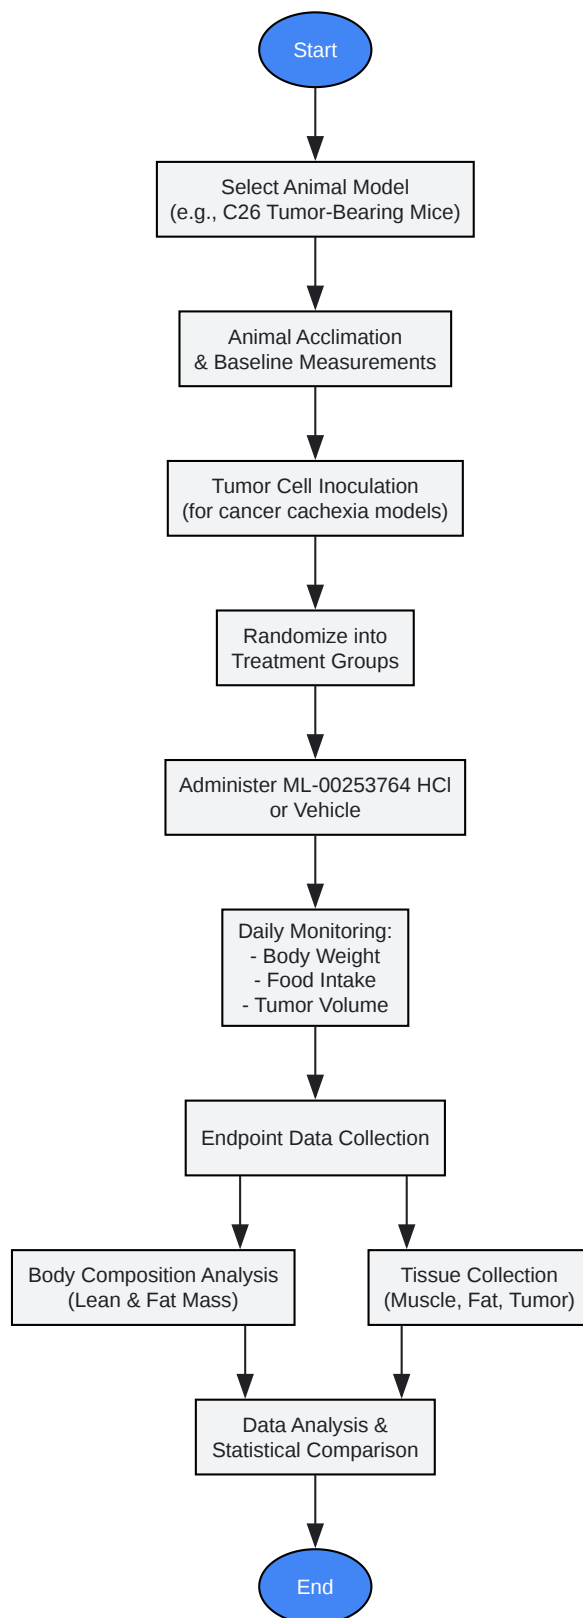 Start
Select Animal Model
(e.g., C26 Tumor-Bearing Mice)
Animal Acclimation
& Baseline Measurements
Tumor Cell Inoculation
(for cancer cachexia models)
Randomize into
Treatment Groups
Administer ML-00253764 HCl
or Vehicle
Daily Monitoring:
- Body Weight
- Food Intake
- Tumor Volume
Endpoint Data Collection
Body Composition Analysis
(Lean & Fat Mass)
Tissue Collection
(Muscle, Fat, Tumor)
Data Analysis &
Statistical Comparison
End